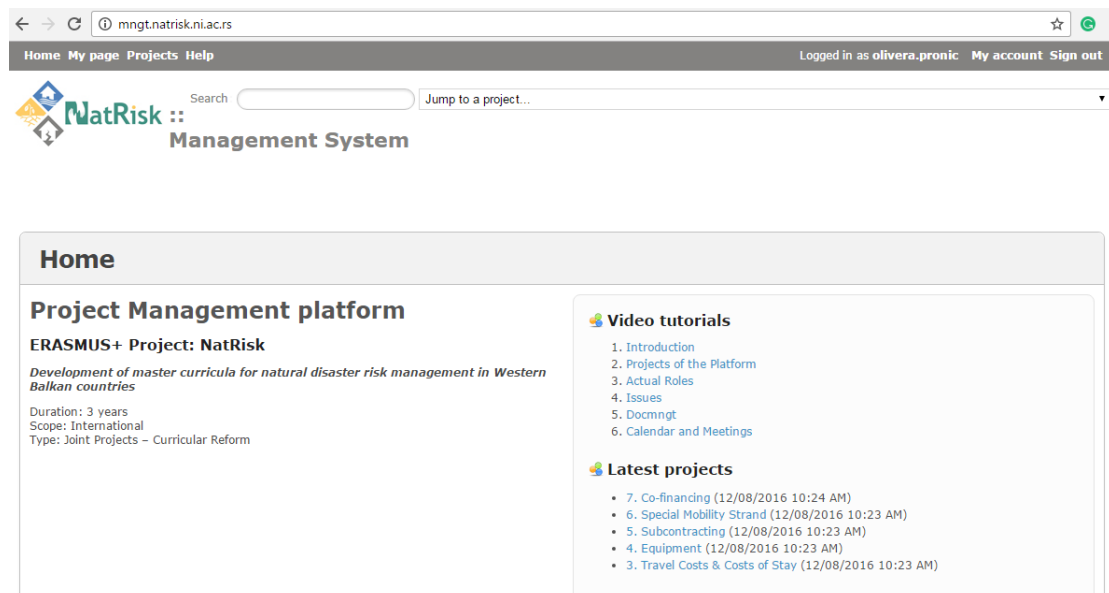 mngt.natrisk.ni.ac.rs
Home My page Projects Help
Logged in as olivera.pronic My account Sign out
Search
Jump to a project...
NatRisk ::
Management System
Home
Project Management platform
ERASMUS+ Project: NatRisk
Development of master curricula for natural disaster risk management in Western
Balkan countries
Duration: 3 years
Scope: International
Type: Joint Projects – Curricular Reform
Video tutorials
1. Introduction
2. Projects of the Platform
3. Actual Roles
4. Issues
5. Docmngt
6. Calendar and Meetings
Latest projects
• 7. Co-financing (12/08/2016 10:24 AM)
• 6. Special Mobility Strand (12/08/2016 10:23 AM)
• 5. Subcontracting (12/08/2016 10:23 AM)
• 4. Equipment (12/08/2016 10:23 AM)
• 3. Travel Costs & Costs of Stay (12/08/2016 10:23 AM)